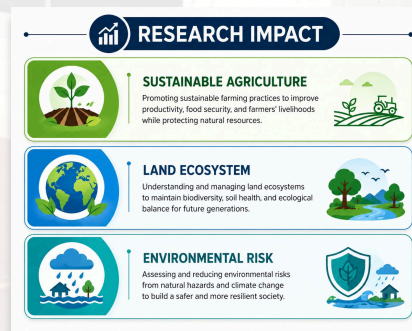 RESEARCH IMPACT
SUSTAINABLE AGRICULTURE
Promoting sustainable farming practices to improve
productivity, food security, and farmers' livelihoods
while protecting natural resources.
LAND ECOSYSTEM
Understanding and managing land ecosystems
to maintain biodiversity, soil health, and ecological
balance for future generations.
ENVIRONMENTAL RISK
Assessing and reducing environmental risks
from natural hazards and climate change
to build a safer and more resilient society.